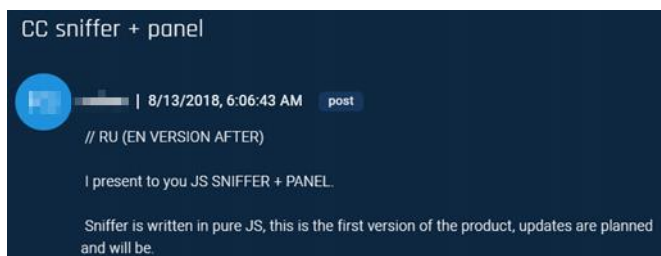 CC sniffer + panel
| 8/13/2018, 6:06:43 AM post
// RU (EN VERSION AFTER)
I present to you JS SNIFFER + PANEL.
Sniffer is written in pure JS, this is the first version of the product, updates are planned
and will be.